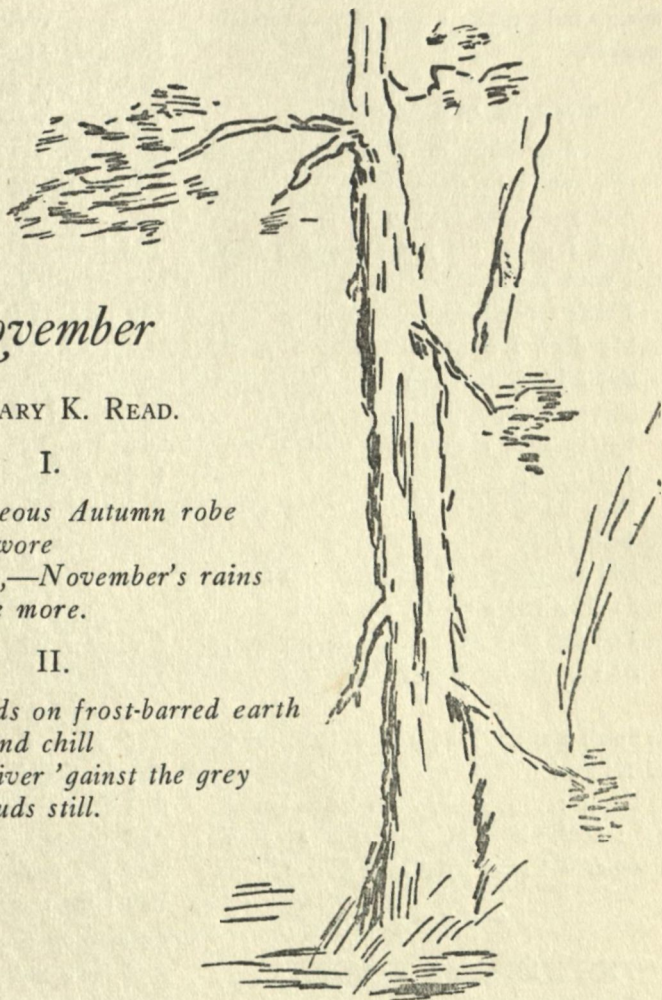 ovember
ARY K. READ.
I.
eous Autumn robe
wore
,—November's rains
more.
II.
ds on frost-barred earth
nd chill
iver 'gainst the grey
uds still.